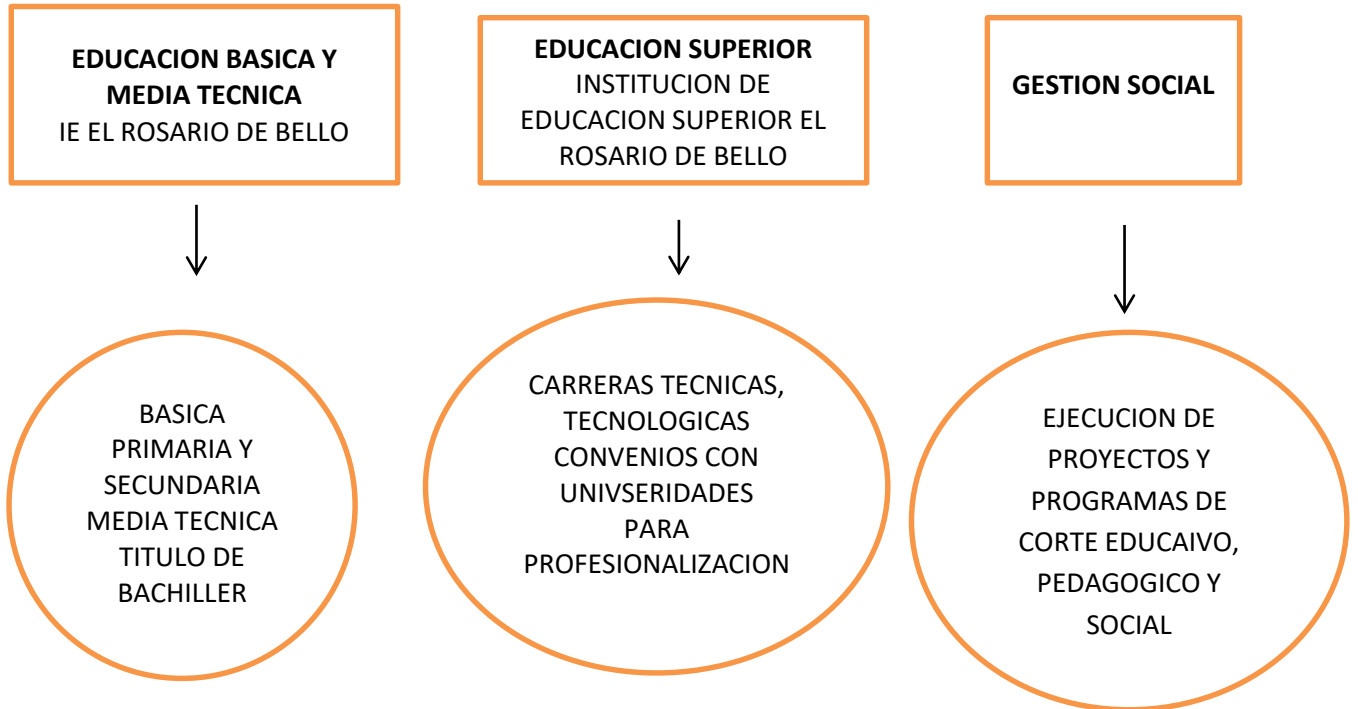 EDUCACION BASICA Y
MEDIA TECNICA
IE EL ROSARIO DE BELLO
EDUCACION SUPERIOR
INSTITUCION DE
EDUCACION SUPERIOR EL
ROSARIO DE BELLO
GESTION SOCIAL
BASICA
PRIMARIA Y
SECUNDARIA
MEDIA TECNICA
TITULO DE
BACHILLER
CARRERAS TECNICAS,
TECNOLOGICAS
CONVENIOS CON
UNIVSERIDADES
PARA
PROFESIONALIZACION
EJECUCION DE
PROYECTOS Y
PROGRAMAS DE
CORTE EDUCAIVO,
PEDAGOGICO Y
SOCIAL